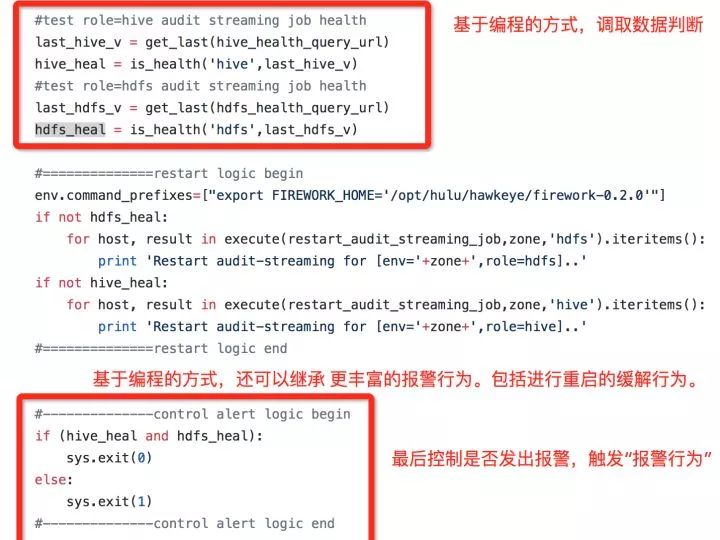 #test role=hive audit streaming job health
基于编程的方式，调取数据判断
last_hive_v = get_last(hive_health_query_url)
hive_heal = is_health('hive',last_hive_v)
#test role=hdfs audit streaming job health
last_hdfs_v = get_last(hdfs_health_query_url)
hdfs_heal = is_health('hdfs',last_hdfs_v)
#==============restart logic begin
env.command_prefixes=["export FIREWORK_HOME='/opt/hulu/hawkeye/firework-0.2.0'"]
if not hdfs_heal:
    for host, result in execute(restart_audit_streaming_job,zone,'hdfs').iteritems():
        print 'Restart audit-streaming for [env='+zone+',role=hdfs]..'
if not hive_heal:
    for host, result in execute(restart_audit_streaming_job,zone,'hive').iteritems():
        print 'Restart audit-streaming for [env='+zone+',role=hive]..'
#==============restart logic end
基于编程的方式，还可以继承 更丰富的报警行为。包括进行重启的缓解行为。
#--------------control alert logic begin
if (hive_heal and hdfs_heal):
    sys.exit(0)
最后控制是否发出报警，触发“报警行为”
else:
    sys.exit(1)
#--------------control alert logic end